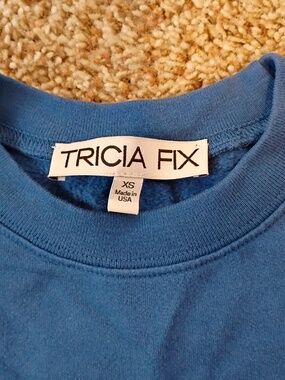 TRICIA FIX
XS
Made in
USA